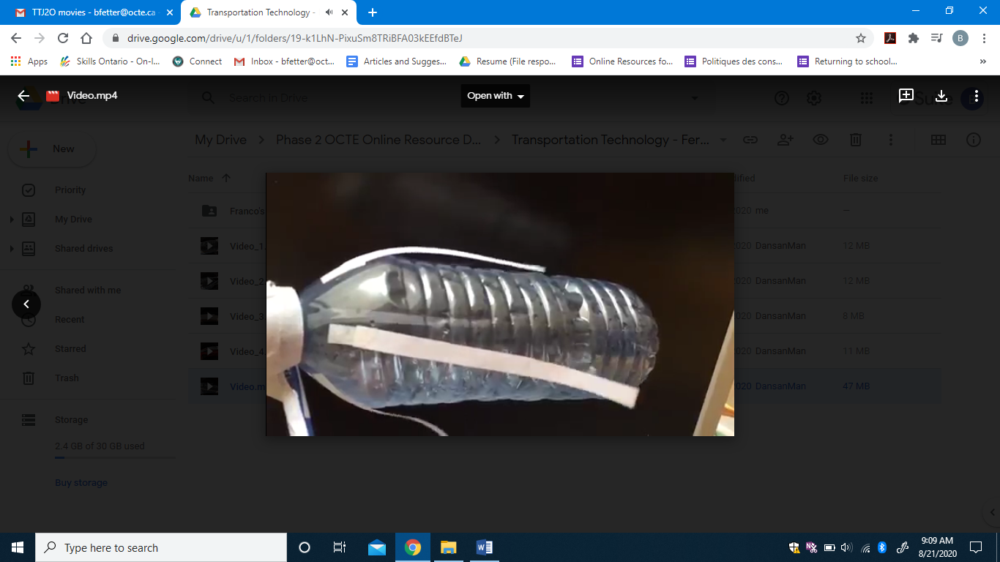 TTJ2O movies - bfetter@octe.ca
Transportation Technology -
drive.google.com/drive/u/1/folders/19-k1LhN-PixuSm8TRiBFA03kEEfdBTeJ
B
Apps
Skills Ontario - On-l...
Connect
Inbox - bfetter@oct...
Articles and Sugges...
Resume (File respo...
Online Resources fo...
Politiques des cons...
Returning to school...
»
Video.mp4
Open with
Search in Drive
New
My Drive
Phase 2 OCTE Online Resource D...
Transportation Technology - Fer...
Name
File size
Priority
My Drive
Shared drives
Shared with me
Recent
Starred
Trash
Storage
2.4 GB of 30 GB used
Buy storage
Franco's
me
—
Video_1
2020 DansanMan
12 MB
Video_2
2020 DansanMan
12 MB
Video_3
2020 DansanMan
8 MB
Video_4
2020 DansanMan
11 MB
Video.m
2020 DansanMan
47 MB
Type here to search
9:09 AM
8/21/2020